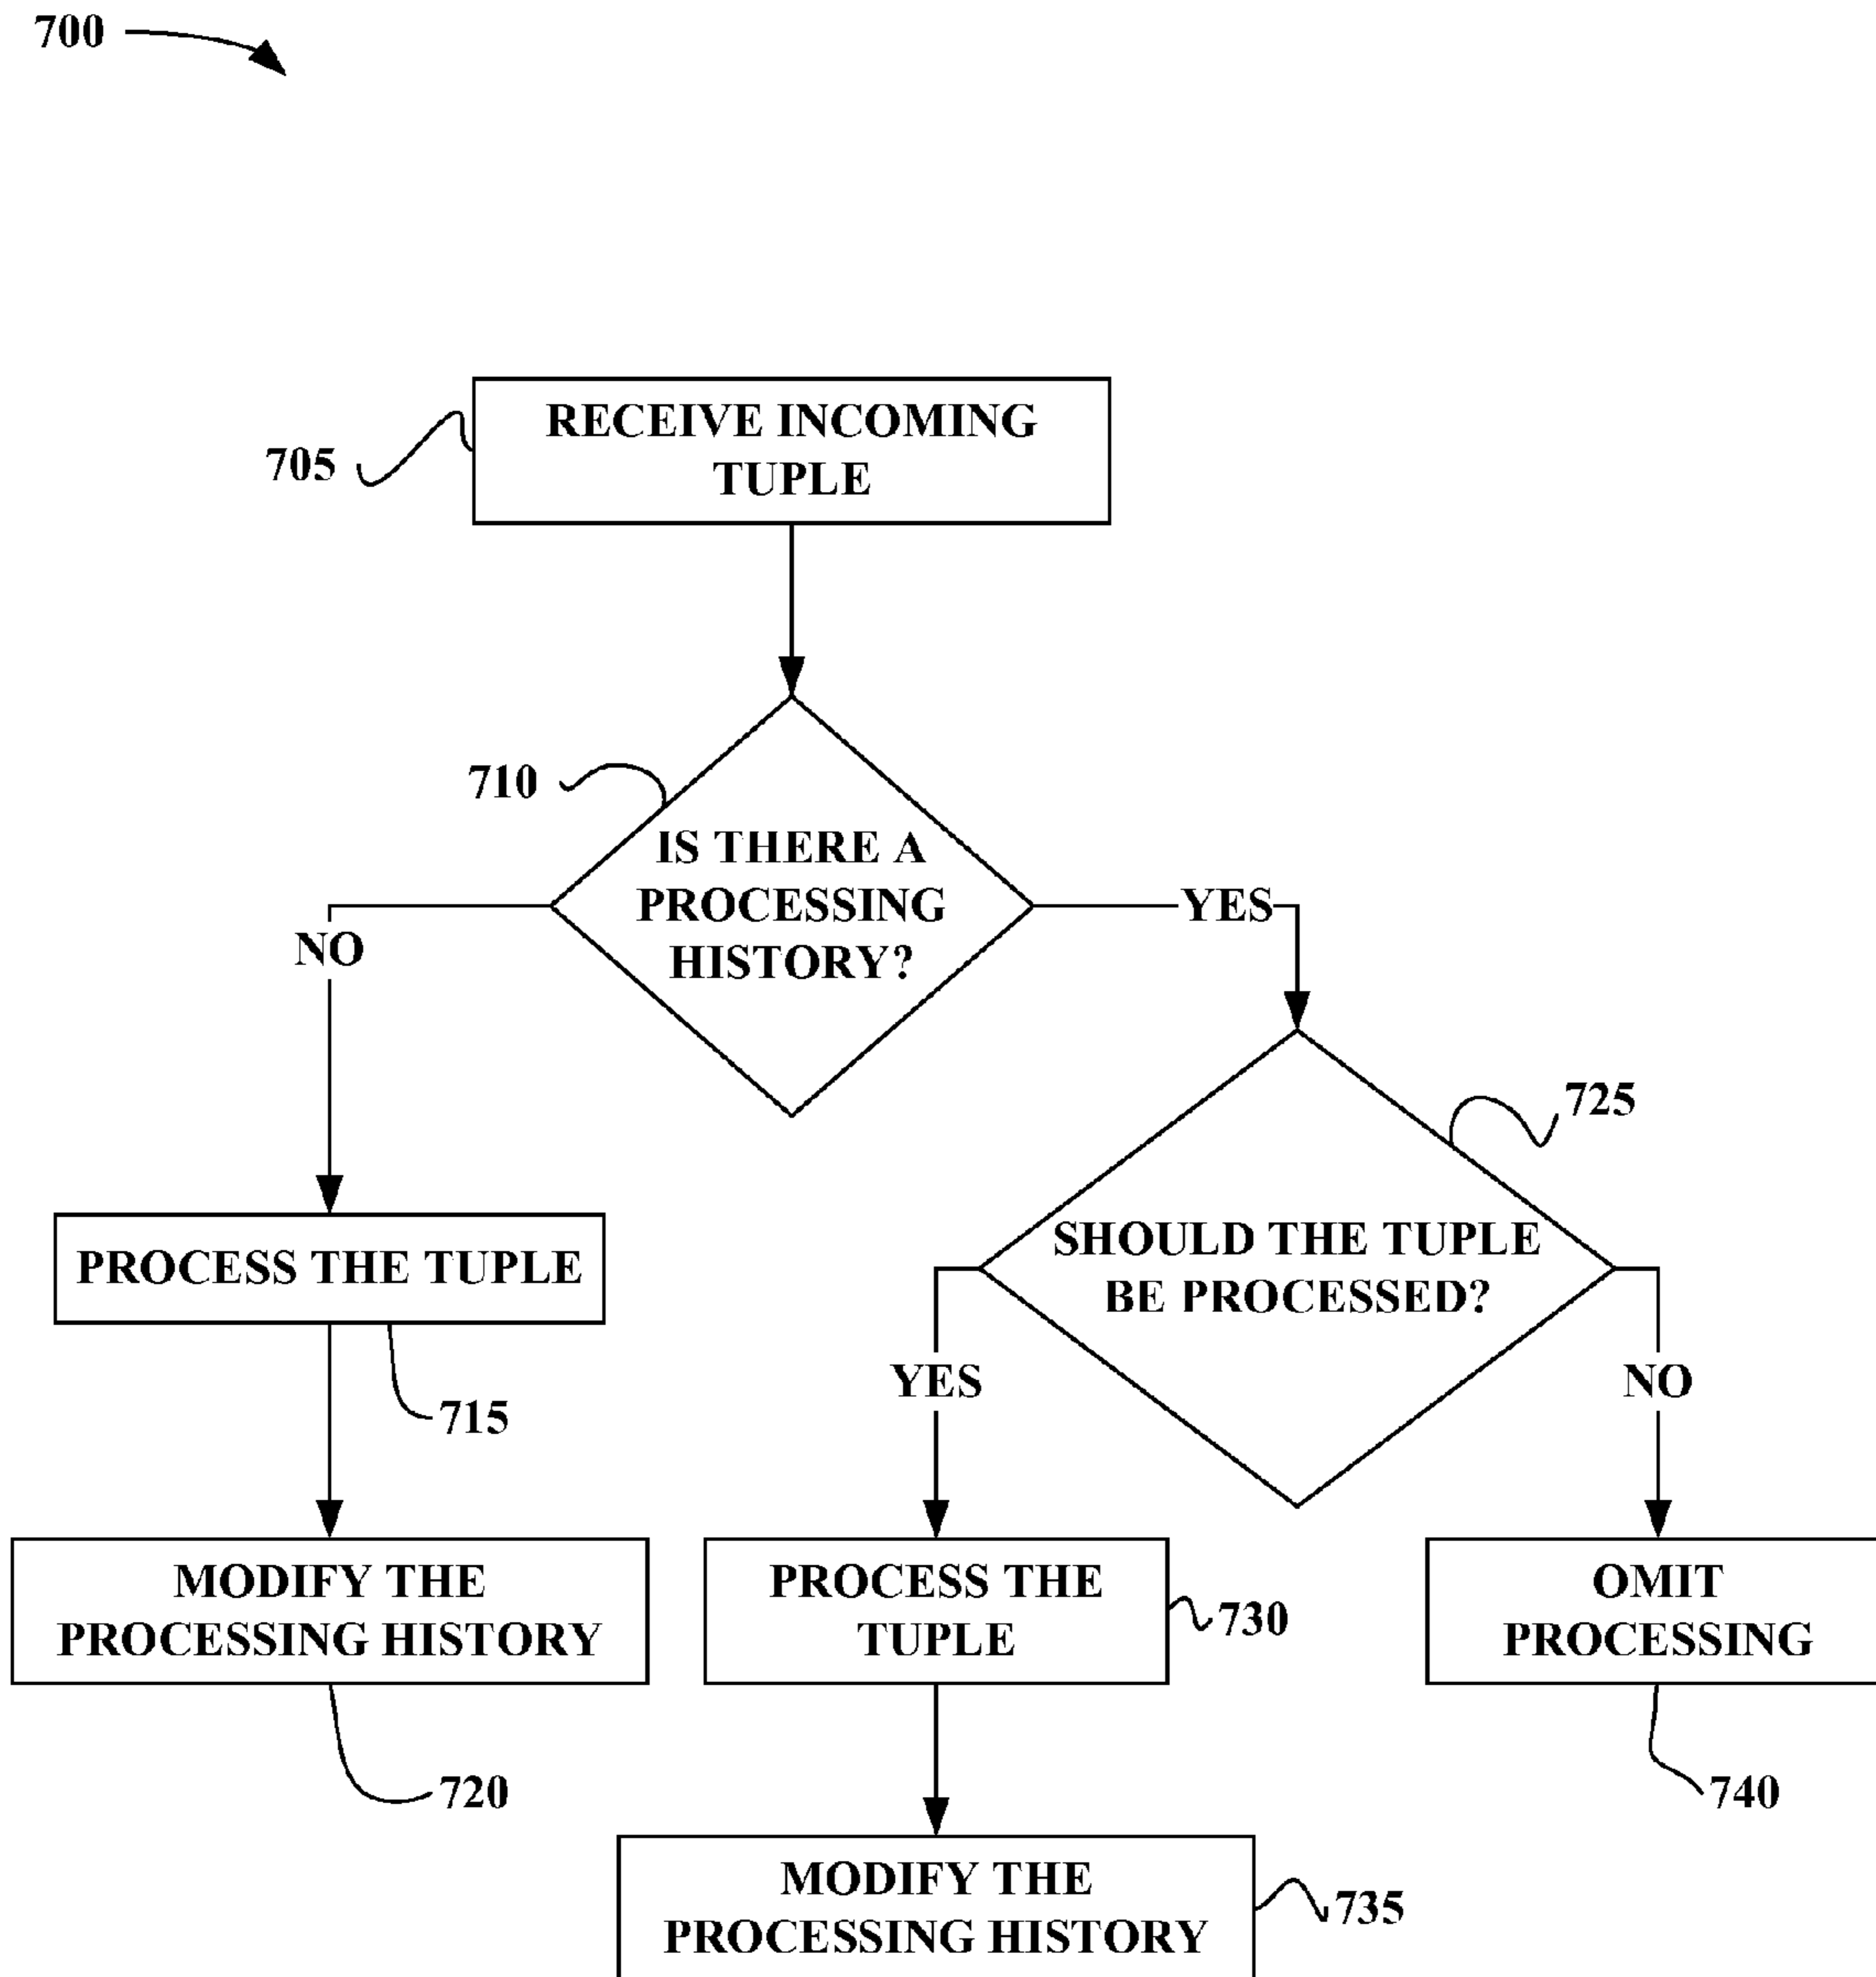 700
RECEIVE INCOMING
TUPLE
705
710
IS THERE A
PROCESSING
HISTORY?
NO
YES
725
SHOULD THE TUPLE
BE PROCESSED?
PROCESS THE TUPLE
715
YES
NO
MODIFY THE
PROCESSING HISTORY
720
PROCESS THE
TUPLE
730
OMIT
PROCESSING
740
MODIFY THE
PROCESSING HISTORY
735